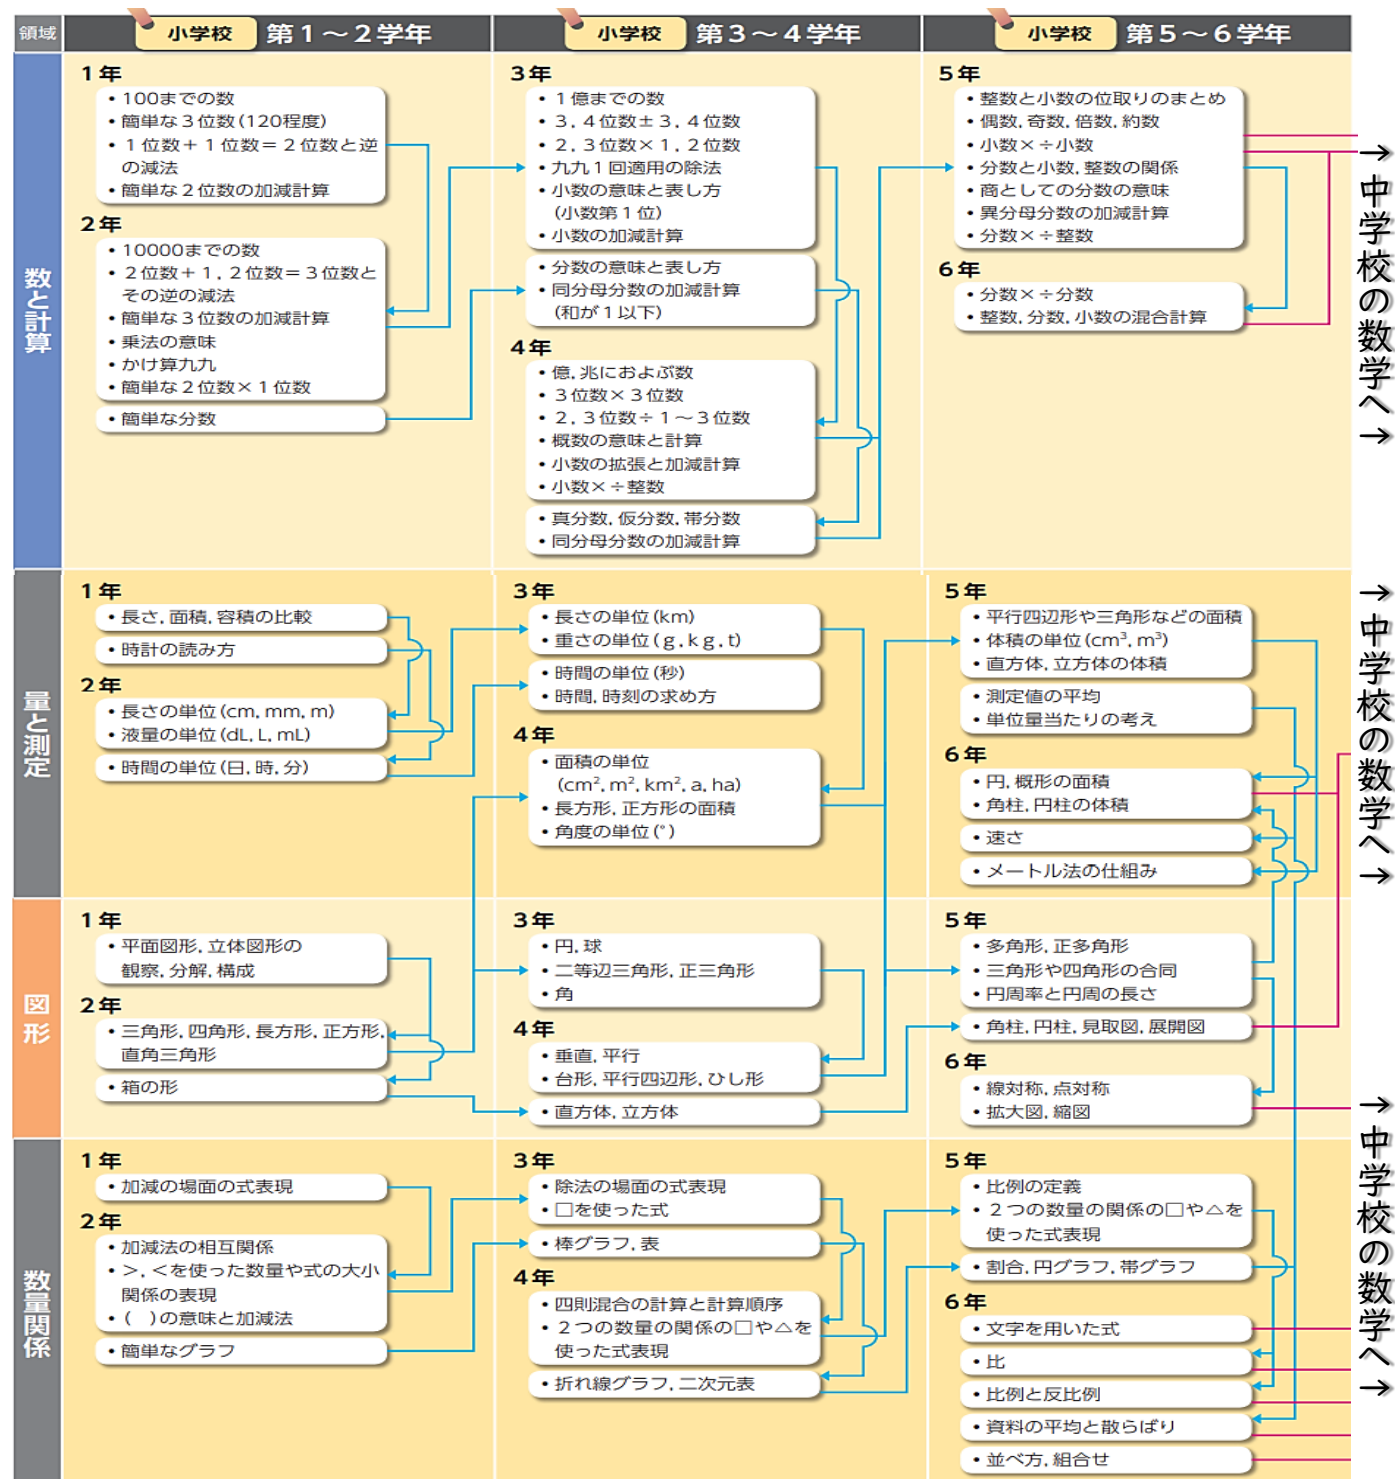 領域
小学校 第1～2学年
小学校 第3～4学年
小学校 第5～6学年
数と計算
1年
・100までの数
・簡単な3位数(120程度)
・1位数+1位数=2位数と逆
の減法
・簡単な2位数の加減計算
2年
・10000までの数
・2位数+1, 2位数=3位数と
その逆の減法
・簡単な3位数の加減計算
・乗法の意味
・かけ算九九
・簡単な2位数×1位数
・簡単な分数
3年
・1億までの数
・3, 4位数±3, 4位数
・2, 3位数×1, 2位数
・九九1回適用の除法
・小数の意味と表し方
(小数第1位)
・小数の加減計算
・分数の意味と表し方
・同分母分数の加減計算
(和が1以下)
4年
・億, 兆におよぶ数
・3位数×3位数
・2, 3位数÷1～3位数
・概数の意味と計算
・小数の拡張と加減計算
・小数×÷整数
・真分数, 仮分数, 帯分数
・同分母分数の加減計算
5年
・整数と小数の位取りのまとめ
・偶数, 奇数, 倍数, 約数
・小数×÷小数
・分数と小数, 整数の関係
・商としての分数の意味
・異分母分数の加減計算
・分数×÷整数
6年
・分数×÷分数
・整数, 分数, 小数の混合計算
→中学校の数学へ→
量と測定
1年
・長さ, 面積, 容積の比較
・時計の読み方
2年
・長さの単位(cm, mm, m)
・液量の単位(dL, L, mL)
・時間の単位(日, 時, 分)
3年
・長さの単位(km)
・重さの単位(g, kg, t)
・時間の単位(秒)
・時間, 時刻の求め方
4年
・面積の単位
(cm², m², km², a, ha)
・長方形, 正方形の面積
・角度の単位(°)
5年
・平行四辺形や三角形などの面積
・体積の単位(cm³, m³)
・直方体, 立方体の体積
・測定値の平均
・単位量当たりの考え
6年
・円, 概形の面積
・角柱, 円柱の体積
・速さ
・メートル法の仕組み
→中学校の数学へ→
図形
1年
・平面図形, 立体図形の
観察, 分解, 構成
2年
・三角形, 四角形, 長方形, 正方形,
直角三角形
・箱の形
3年
・円, 球
・二等辺三角形, 正三角形
・角
4年
・垂直, 平行
・台形, 平行四辺形, ひし形
・直方体, 立方体
5年
・多角形, 正多角形
・三角形や四角形の合同
・円周率と円周の長さ
・角柱, 円柱, 見取図, 展開図
6年
・線対称, 点対称
・拡大図, 縮図
数量関係
1年
・加減の場面の式表現
2年
・加減法の相互関係
・>, <を使った数量や式の大小
関係の表現
・( )の意味と加減法
・簡単なグラフ
3年
・除法の場面の式表現
・□を使った式
・棒グラフ, 表
4年
・四則混合の計算と計算順序
・2つの数量の関係の□や△を
使った式表現
・折れ線グラフ, 二次元表
5年
・比例の定義
・2つの数量の関係の□や△を
使った式表現
・割合, 円グラフ, 帯グラフ
6年
・文字を用いた式
・比
・比例と反比例
・資料の平均と散らばり
・並べ方, 組合せ
→中学校の数学へ→